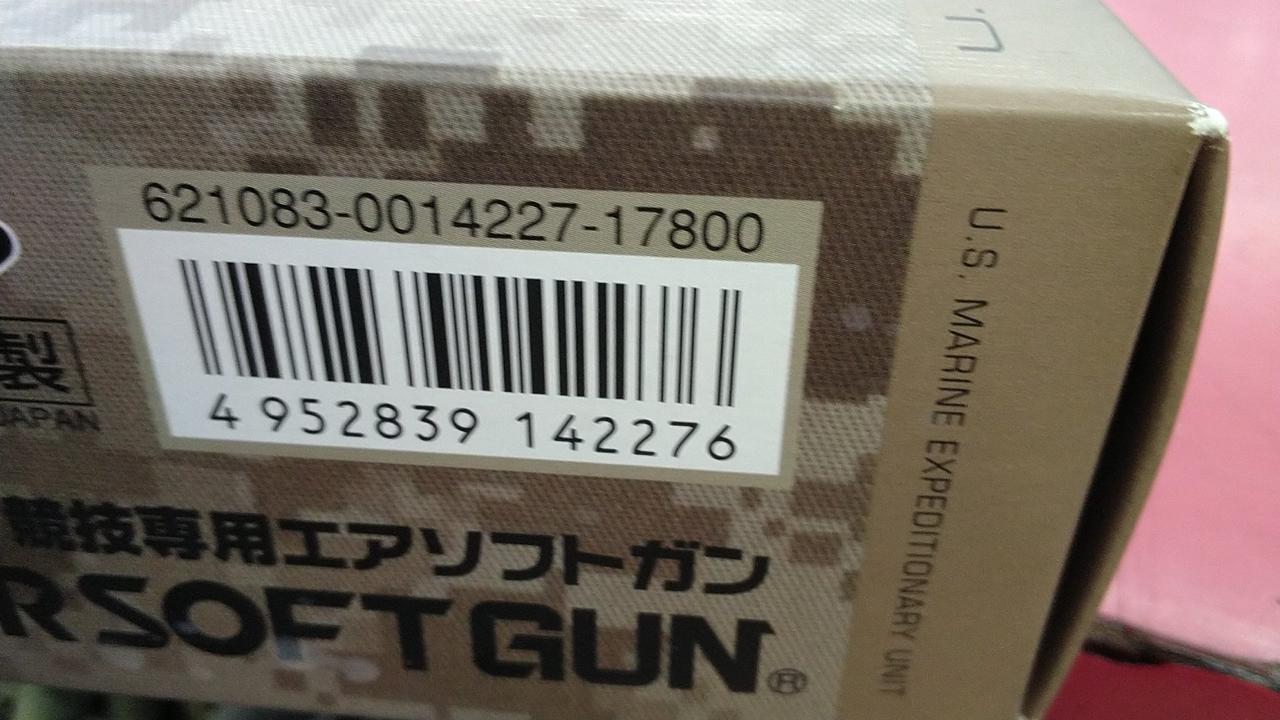 621083-0014227-17800
4 952839 142276
製
JAPAN
競技専用エアソフトガン
RSOFT GUN®
U.S. MARINE EXPEDITIONARY UNIT